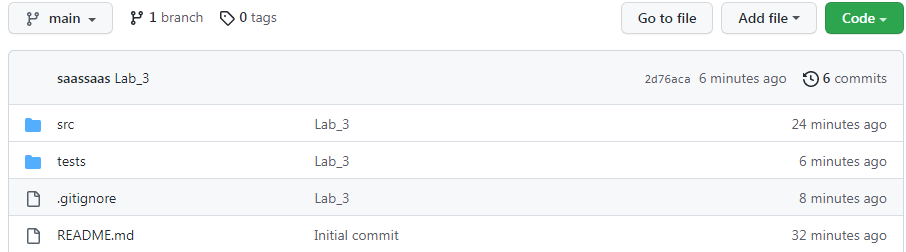 main 1 branch 0 tags Go to file Add file Code
saassaas Lab_3 2d76aca 6 minutes ago 6 commits
src Lab_3 24 minutes ago
tests Lab_3 6 minutes ago
.gitignore Lab_3 8 minutes ago
README.md Initial commit 32 minutes ago